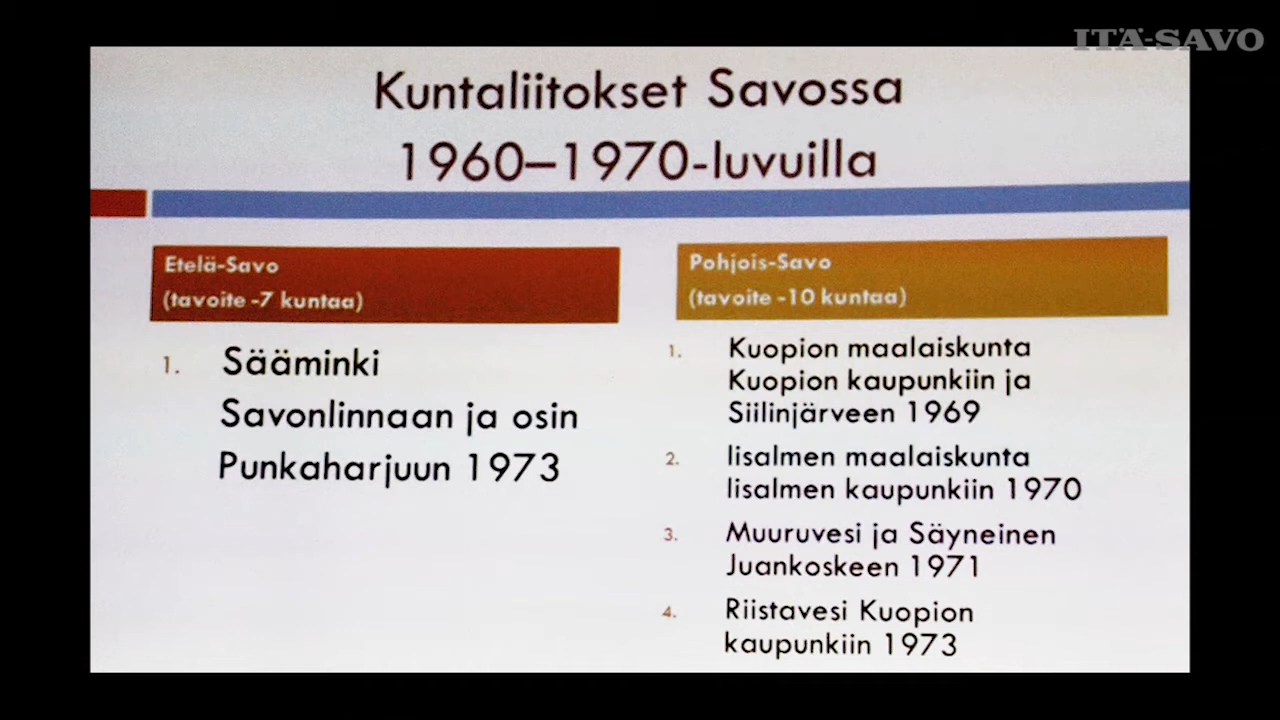 ITÄ-SAVO
Kuntaliitokset Savossa
1960–1970-luvuilla
Etelä-Savo
(tavoite -7 kuntaa)
1. Sääminki
Savonlinnaan ja osin
Punkaharjuun 1973
Pohjois-Savo
(tavoite -10 kuntaa)
1. Kuopion maalaiskunta
Kuopion kaupunkiin ja
Siilinjärveen 1969
2. Iisalmen maalaiskunta
Iisalmen kaupunkiin 1970
3. Muuruvesi ja Säyneinen
Juankoskeen 1971
4. Riistavesi Kuopion
kaupunkiin 1973